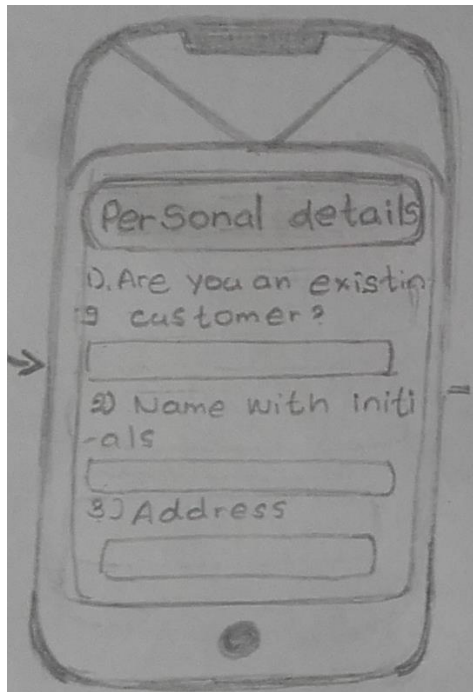 Personal details
1). Are you an existin
g customer?
2) Name with initi
-als
3) Address